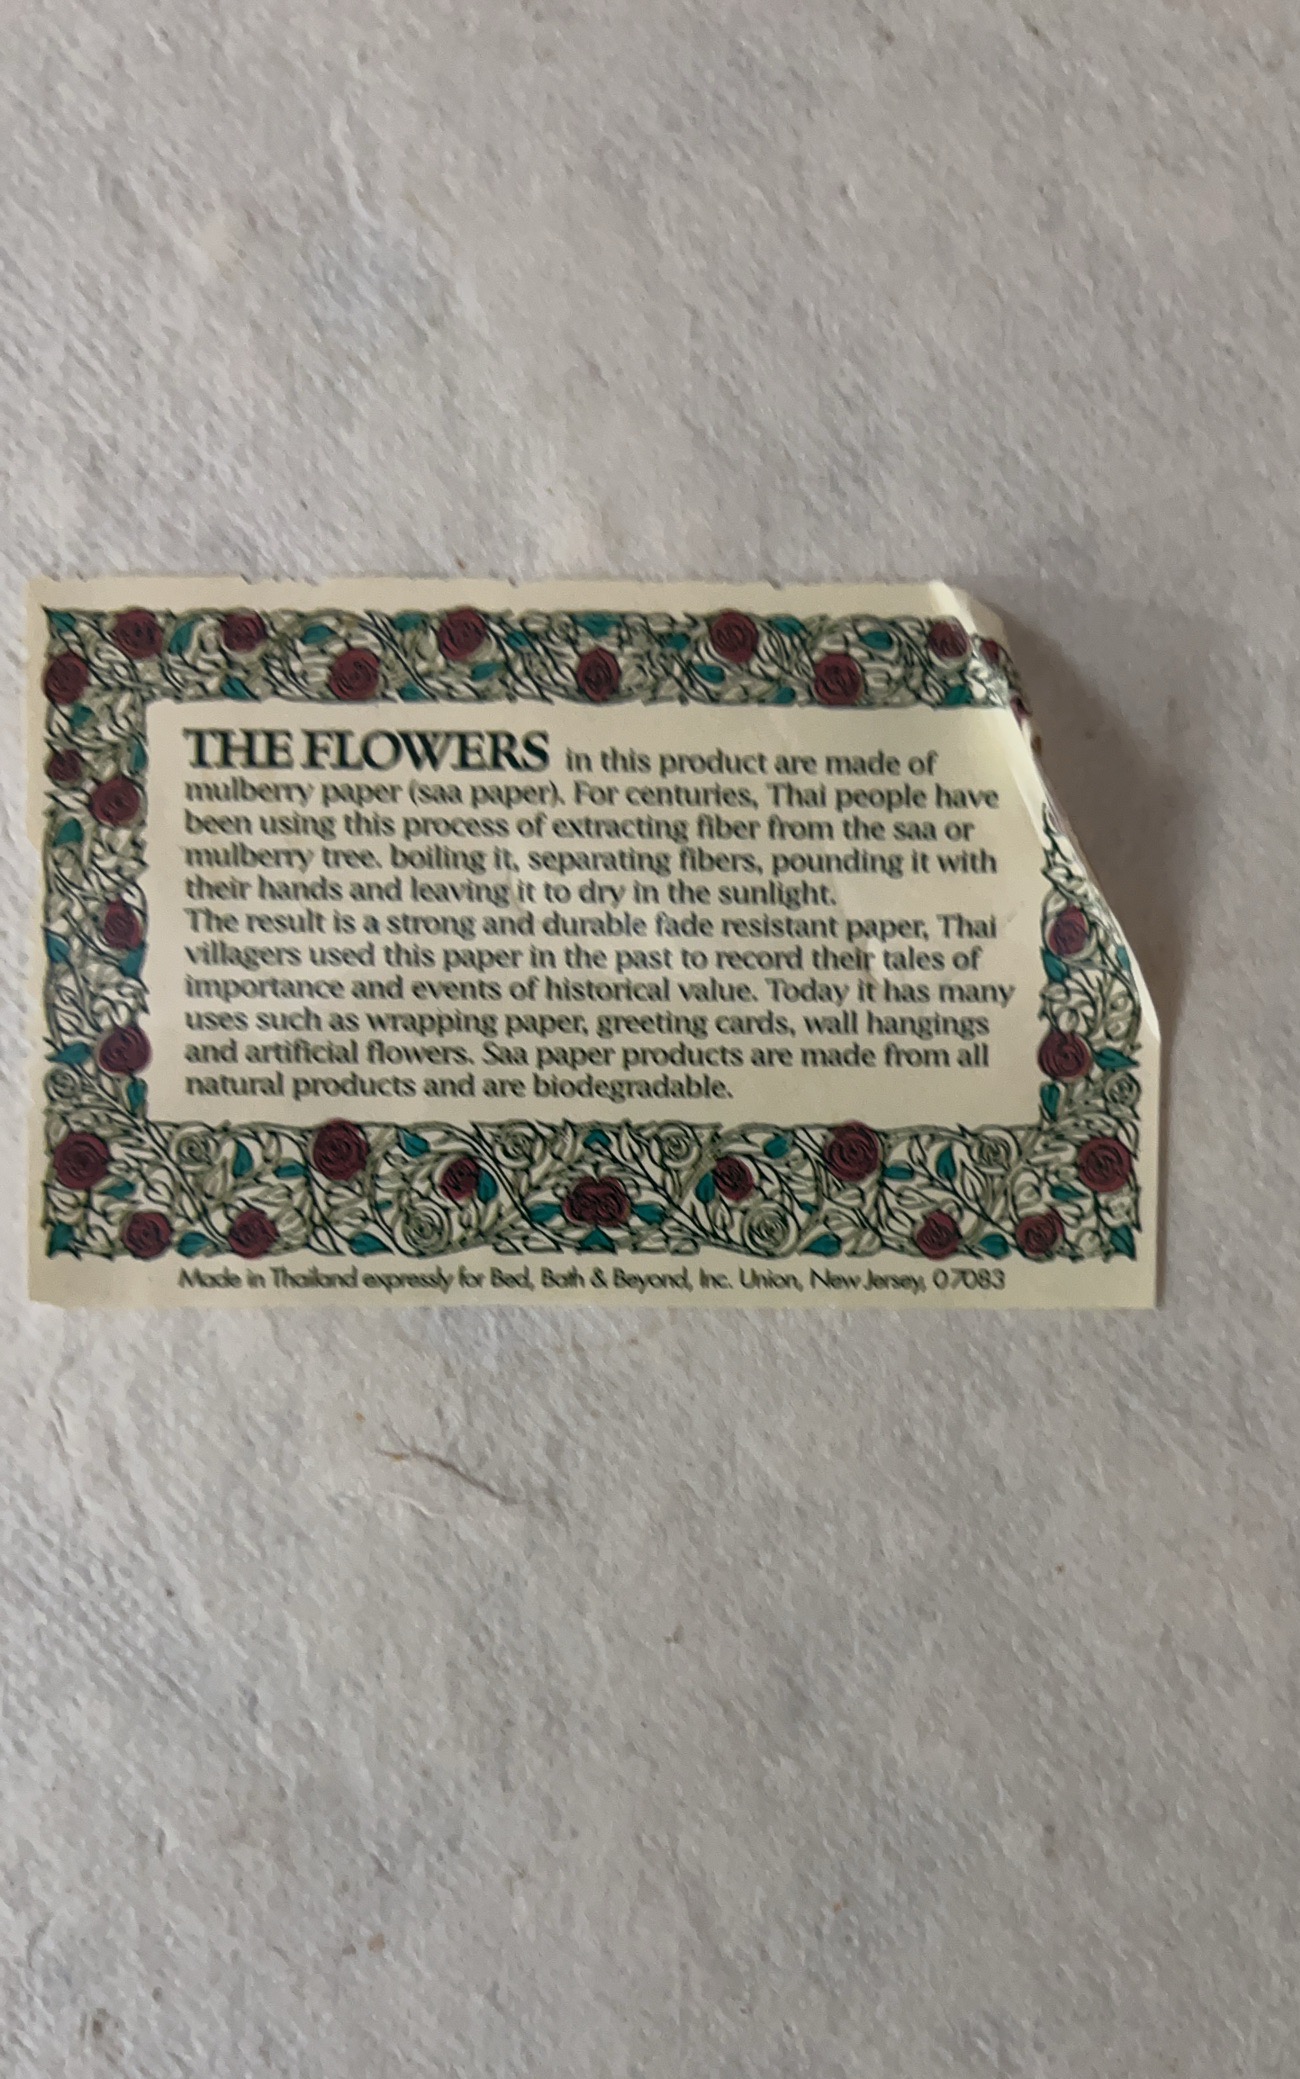 THE FLOWERS in this product are made of
mulberry paper (saa paper). For centuries, Thai people have
been using this process of extracting fiber from the saa or
mulberry tree. boiling it, separating fibers, pounding it with
their hands and leaving it to dry in the sunlight.
The result is a strong and durable fade resistant paper, Thai
villagers used this paper in the past to record their tales of
importance and events of historical value. Today it has many
uses such as wrapping paper, greeting cards, wall hangings
and artificial flowers. Saa paper products are made from all
natural products and are biodegradable.
Made in Thailand expressly for Bed, Bath & Beyond, Inc. Union, New Jersey, 07083